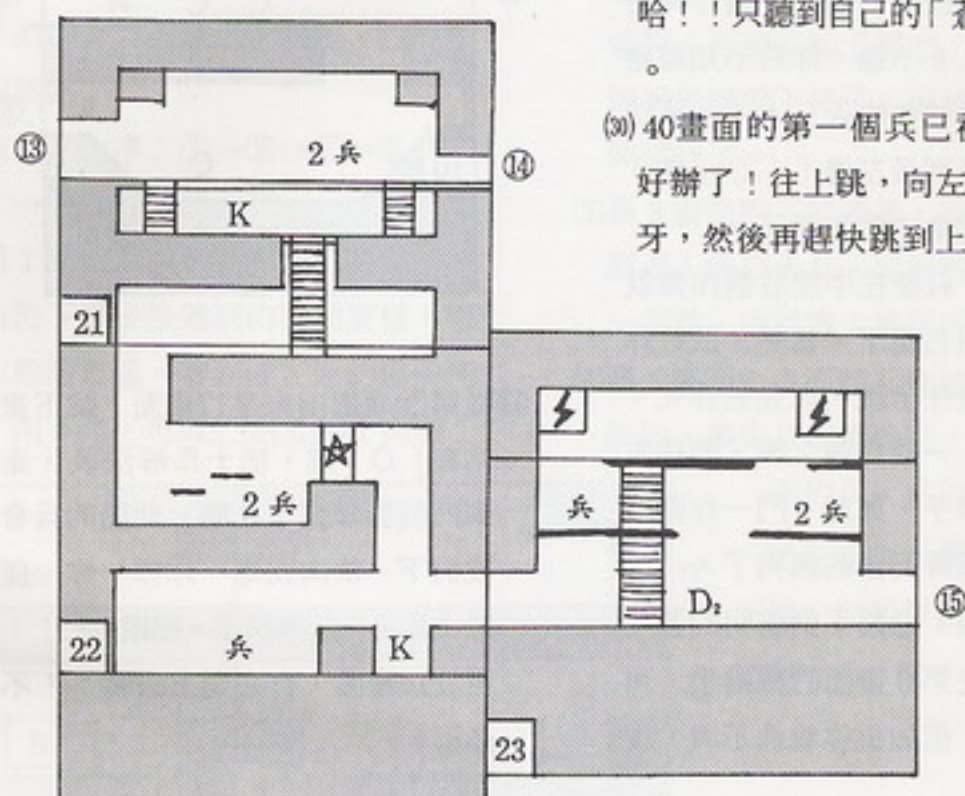 哈！！只聽到自己的「
。
(30) 40畫面的第一個兵已
好辦了！往上跳，向左
牙，然後再趕快跳到上
⑬
2兵
⑭
K
21
2兵
兵
2兵
D₂
⑮
22
兵
K
23